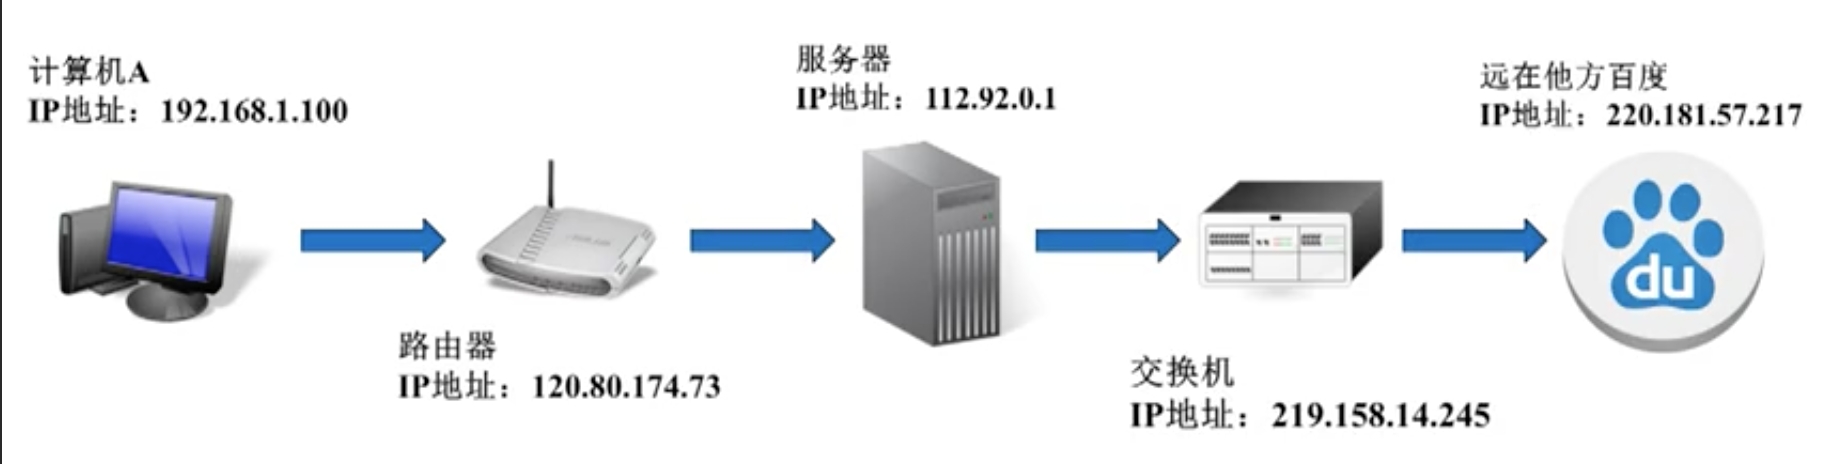 计算机A
IP地址：192.168.1.100
路由器
IP地址：120.80.174.73
服务器
IP地址：112.92.0.1
交换机
IP地址：219.158.14.245
远在他方百度
IP地址：220.181.57.217
du